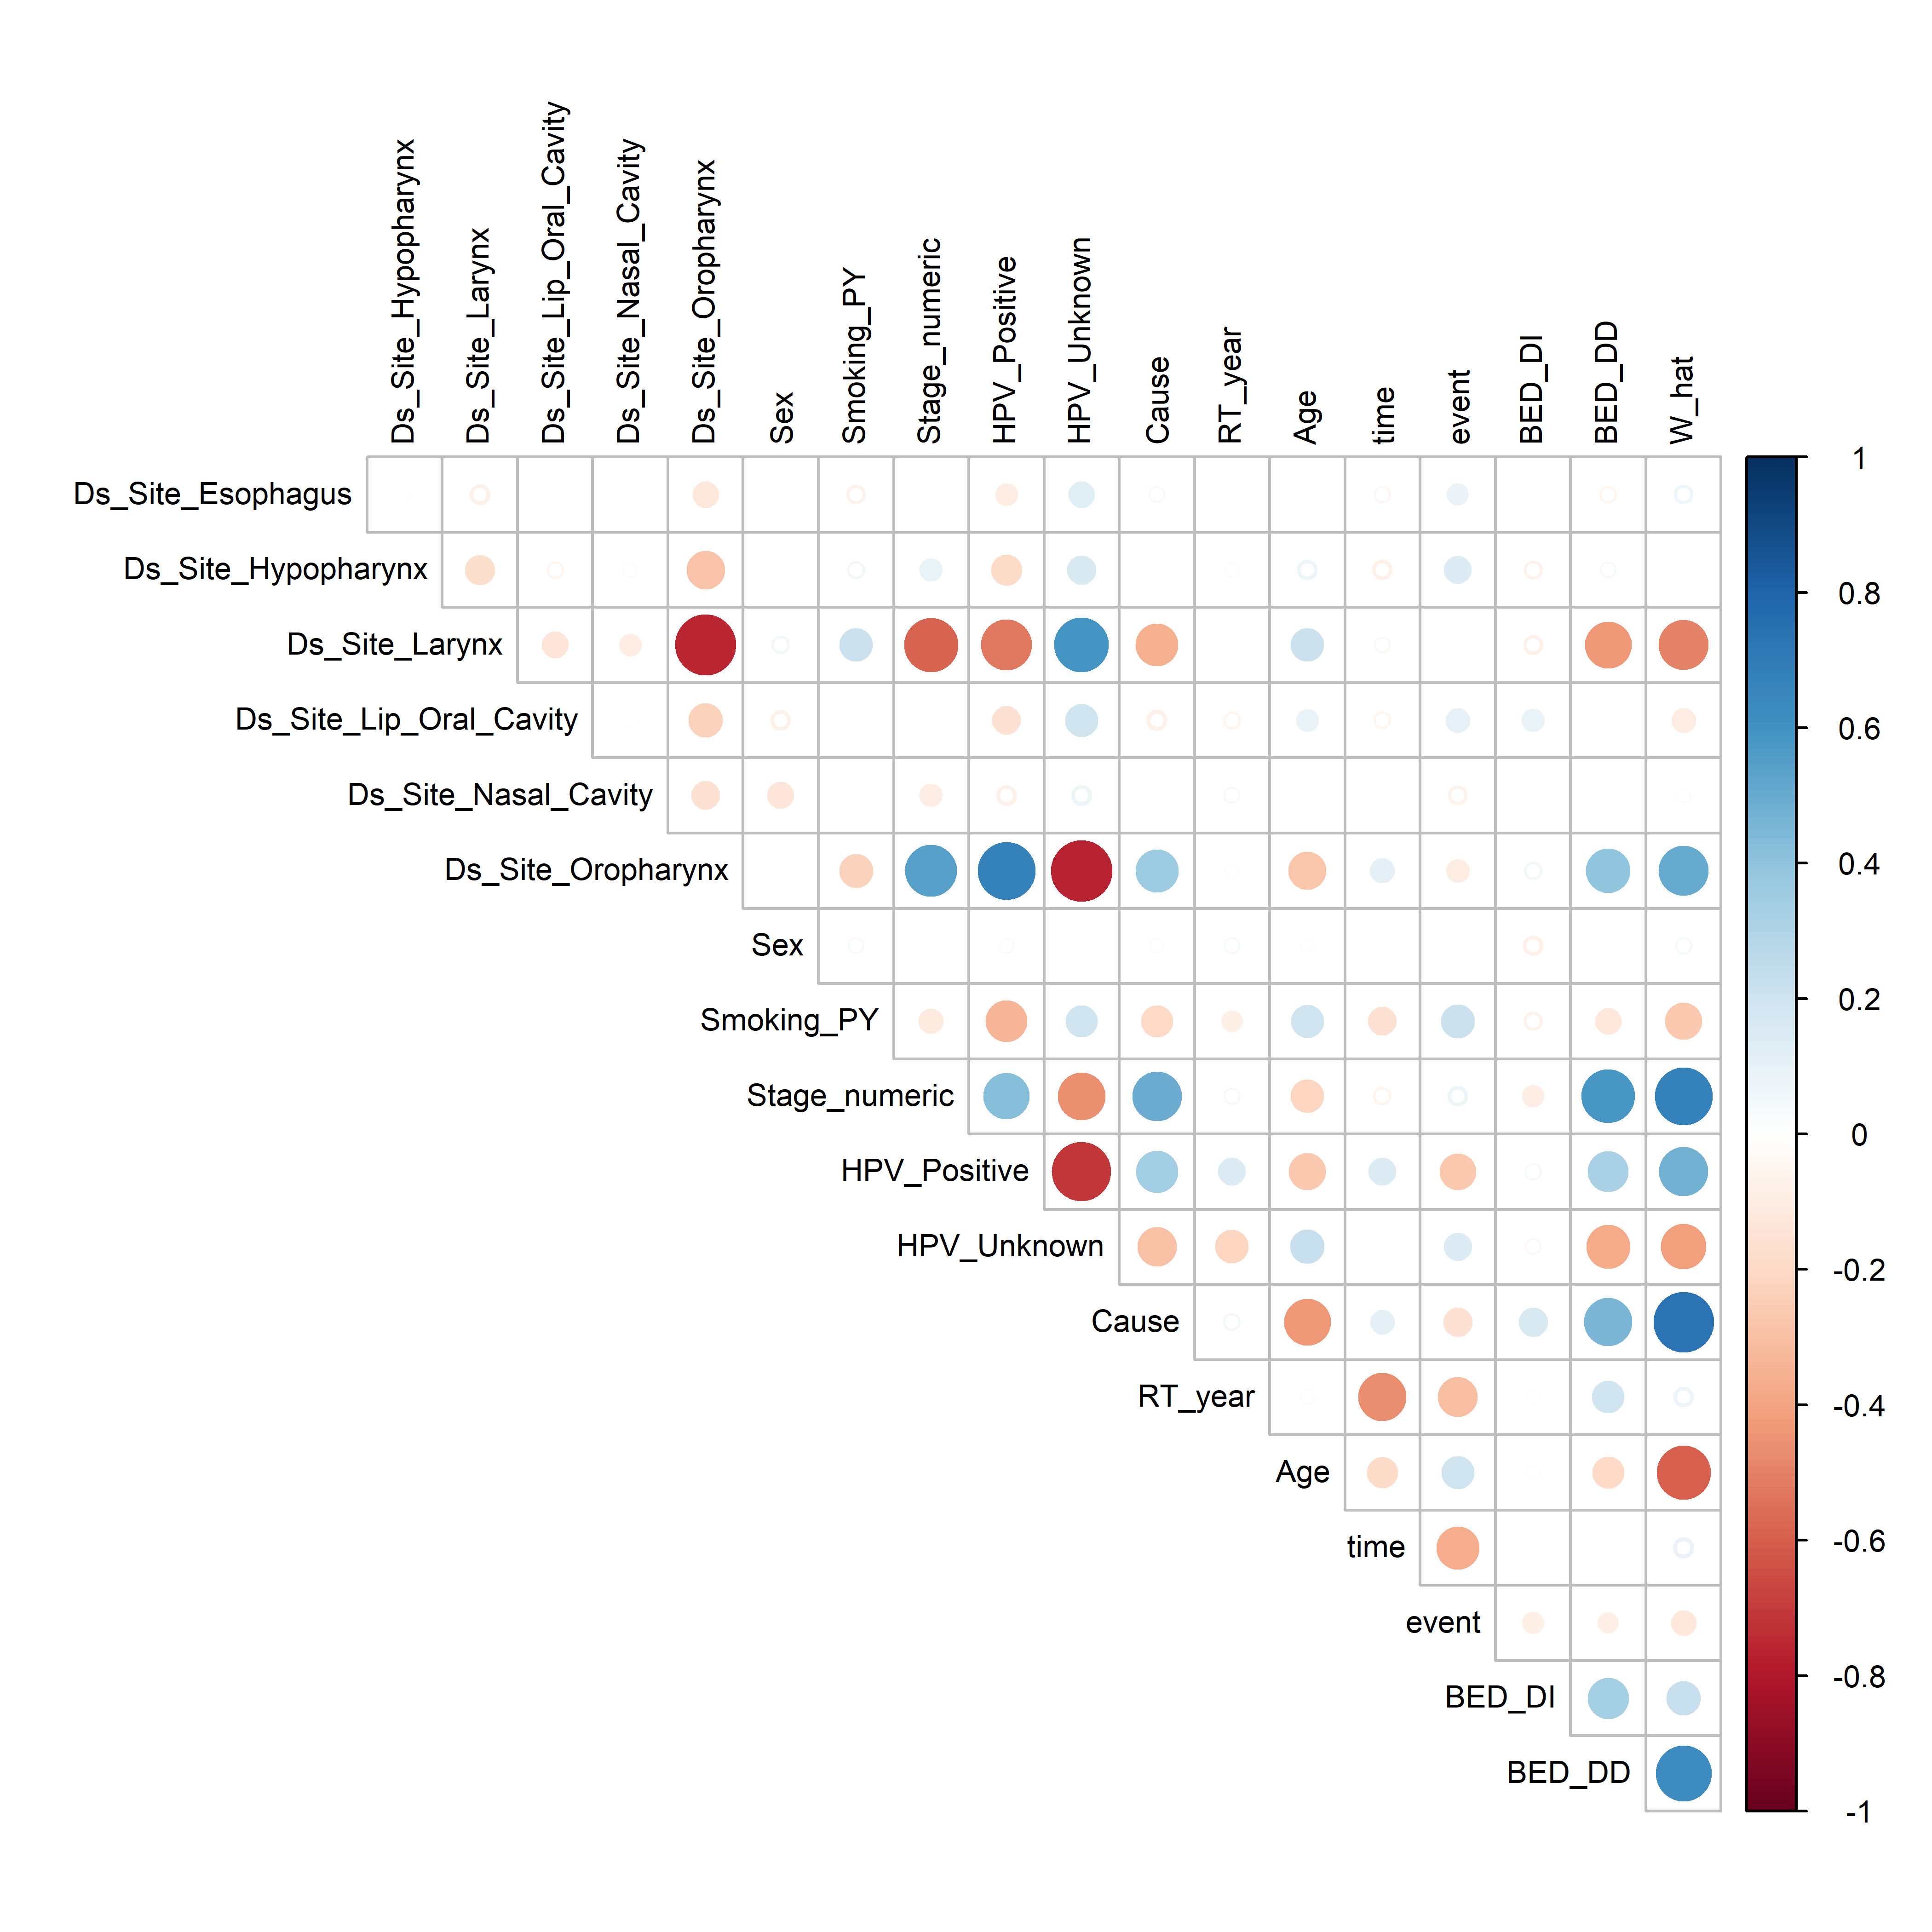 Ds_Site_Hypopharynx
Ds_Site_Larynx
Ds_Site_Lip_Oral_Cavity
Ds_Site_Nasal_Cavity
Ds_Site_Oropharynx
Sex
Smoking_PY
Stage_numeric
HPV_Positive
HPV_Unknown
Cause
RT_year
Age
time
event
BED_DI
BED_DD
W_hat
Ds_Site_Esophagus
Ds_Site_Hypopharynx
Ds_Site_Larynx
Ds_Site_Lip_Oral_Cavity
Ds_Site_Nasal_Cavity
Ds_Site_Oropharynx
Sex
Smoking_PY
Stage_numeric
HPV_Positive
HPV_Unknown
Cause
RT_year
Age
time
event
BED_DI
BED_DD
1
0.8
0.6
0.4
0.2
0
-0.2
-0.4
-0.6
-0.8
-1